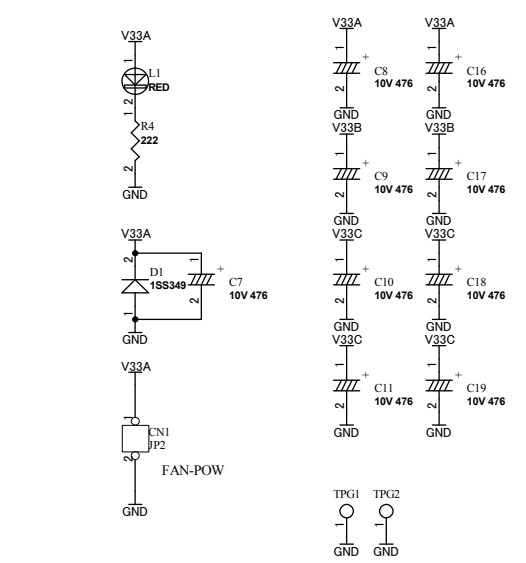 V33A
1
L1
RED
2
1
R4
222
2
GND
V33A
2
D1
1SS349
1
GND
1
C7
+
10V 476
2
V33A
1
CN1
JP2
2
FAN-POW
GND
V33A
1
+
C8
10V 476
2
GND
V33A
1
+
C16
10V 476
2
GND
V33B
1
+
C9
10V 476
2
GND
V33B
1
+
C17
10V 476
2
GND
V33C
1
+
C10
10V 476
2
GND
V33C
1
+
C18
10V 476
2
GND
V33C
1
+
C11
10V 476
2
GND
V33C
1
+
C19
10V 476
2
GND
TPG1 TPG2
1 1
GND GND